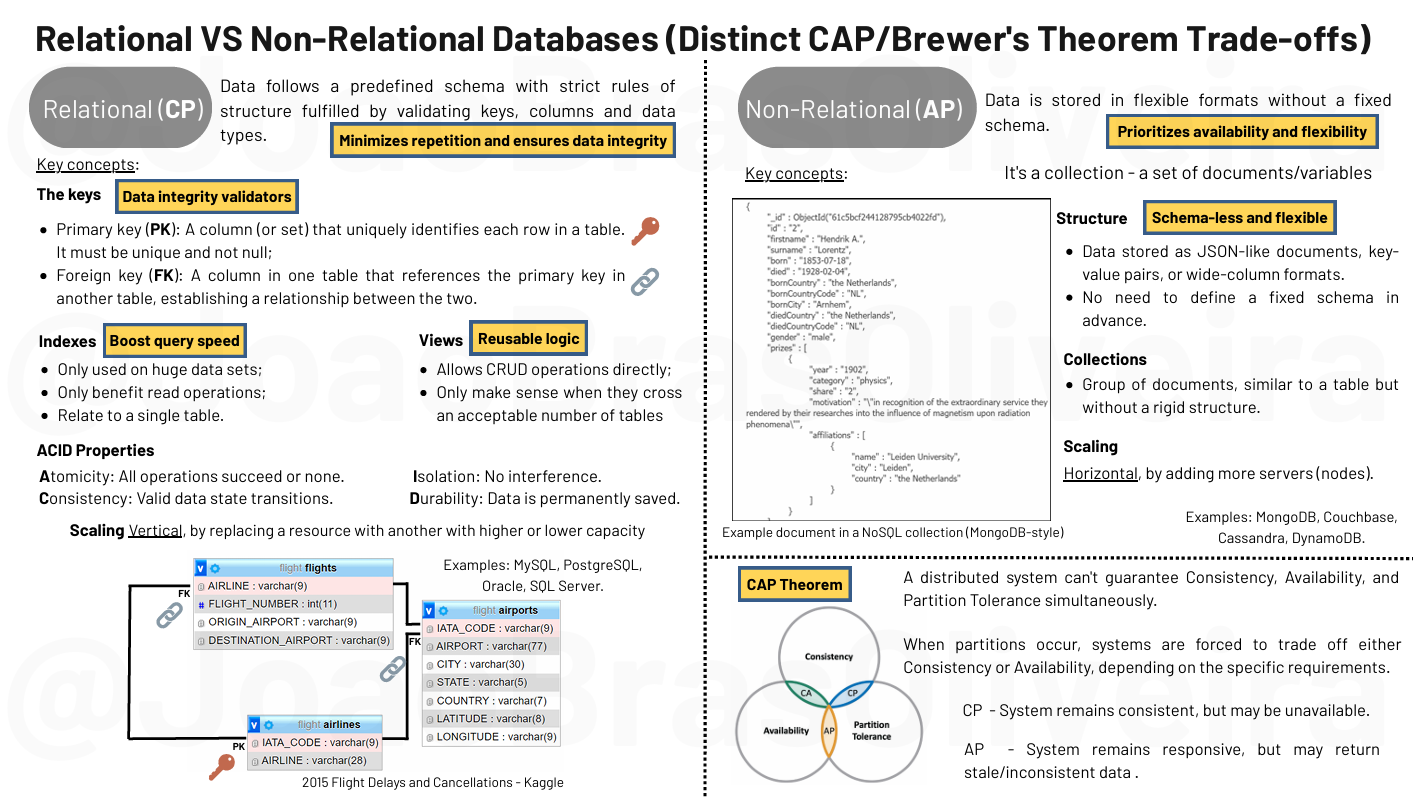 Relational VS Non-Relational Databases (Distinct CAP/Brewer's Theorem Trade-offs)
Relational (CP)
Data follows a predefined schema with strict rules of
structure fulfilled by validating keys, columns and data
types.
Minimizes repetition and ensures data integrity
Key concepts:
The keys
Data integrity validators
Primary key (PK): A column (or set) that uniquely identifies each row in a table.
It must be unique and not null;
Foreign key (FK): A column in one table that references the primary key in
another table, establishing a relationship between the two.
Indexes
Boost query speed
Only used on huge data sets;
Only benefit read operations;
Relate to a single table.
Views
Reusable logic
Allows CRUD operations directly;
Only make sense when they cross
an acceptable number of tables
ACID Properties
Atomicity: All operations succeed or none.
Consistency: Valid data state transitions.
Isolation: No interference.
Durability: Data is permanently saved.
Scaling Vertical, by replacing a resource with another with higher or lower capacity
Examples: MySQL, PostgreSQL,
Oracle, SQL Server.
v flight flights
AIRLINE : varchar(9)
# FLIGHT_NUMBER : int(11)
ORIGIN_AIRPORT : varchar(9)
DESTINATION_AIRPORT : varchar(9)
FK
FK
v flight airports
IATA_CODE : varchar(9)
AIRPORT : varchar(77)
CITY : varchar(30)
STATE : varchar(5)
COUNTRY : varchar(7)
LATITUDE : varchar(8)
LONGITUDE : varchar(9)
PK
v flight airlines
IATA_CODE : varchar(9)
AIRLINE : varchar(28)
2015 Flight Delays and Cancellations - Kaggle
Non-Relational (AP)
Data is stored in flexible formats without a fixed
schema.
Prioritizes availability and flexibility
Key concepts:
It's a collection - a set of documents/variables
{
"_id" : ObjectId("61c5bcf244128795cb4022fd"),
"id" : "2",
"firstname" : "Hendrik A.",
"surname" : "Lorentz",
"born" : "1853-07-18",
"died" : "1928-02-04",
"bornCountry" : "the Netherlands",
"bornCountryCode" : "NL",
"bornCity" : "Arnhem",
"diedCountry" : "the Netherlands",
"diedCountryCode" : "NL",
"gender" : "male",
"prizes" : [
{
"year" : "1902",
"category" : "physics",
"share" : "2",
"motivation" : "\"in recognition of the extraordinary service they
rendered by their researches into the influence of magnetism upon radiation
phenomena\"",
"affiliations" : [
{
"name" : "Leiden University",
"city" : "Leiden",
"country" : "the Netherlands"
}
]
}
Example document in a NoSQL collection (MongoDB-style)
Structure
Schema-less and flexible
Data stored as JSON-like documents, key-
value pairs, or wide-column formats.
No need to define a fixed schema in
advance.
Collections
Group of documents, similar to a table but
without a rigid structure.
Scaling
Horizontal, by adding more servers (nodes).
Examples: MongoDB, Couchbase,
Cassandra, DynamoDB.
CAP Theorem
A distributed system can't guarantee Consistency, Availability, and
Partition Tolerance simultaneously.
When partitions occur, systems are forced to trade off either
Consistency or Availability, depending on the specific requirements.
CP - System remains consistent, but may be unavailable.
AP - System remains responsive, but may return
stale/inconsistent data .
Consistency
CA
CP
Availability
AP
Partition
Tolerance
@JoaoBrasOliveira
@JoaoBrasOliveira
@JoaoBrasOliveira